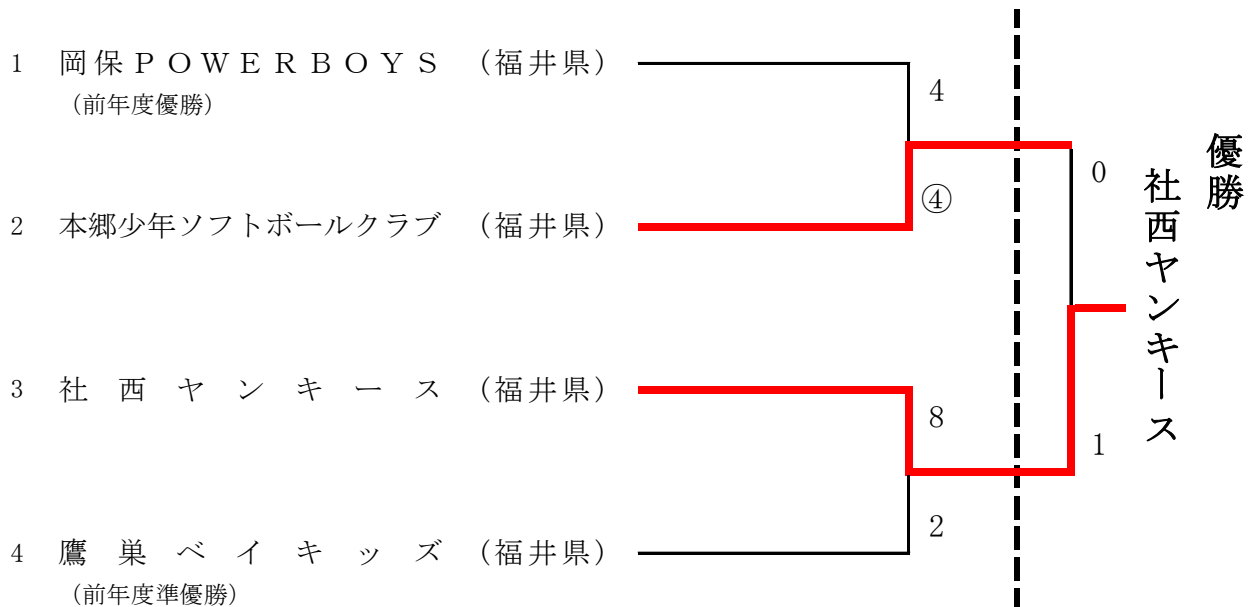 1 岡保ＰＯＷＥＲＢＯＹＳ （福井県）
（前年度優勝）
4
2 本郷少年ソフトボールクラブ （福井県）
④
0
優勝
社西ヤンキース
3 社西ヤンキース （福井県）
8
1
4 鷹巣ベイキッズ （福井県）
（前年度準優勝）
2